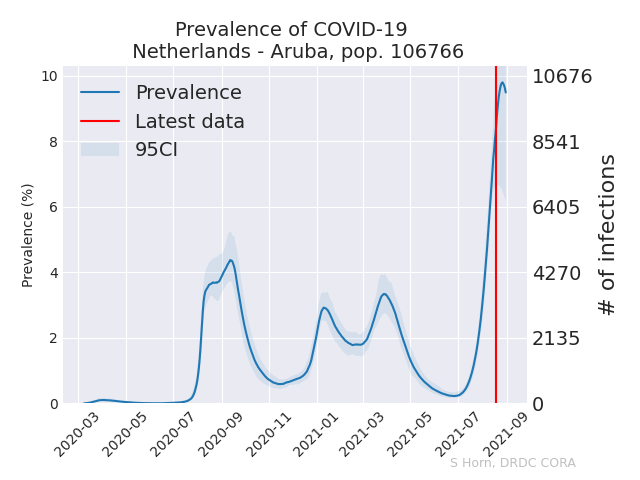 Prevalence of COVID-19
Netherlands - Aruba, pop. 106766
Prevalence (%)
10
8
6
4
2
0
Prevalence
Latest data
95CI
10676
8541
6405
4270
2135
0
# of infections
2020-03
2020-05
2020-07
2020-09
2020-11
2021-01
2021-03
2021-05
2021-07
2021-09
S Horn, DRDC CORA